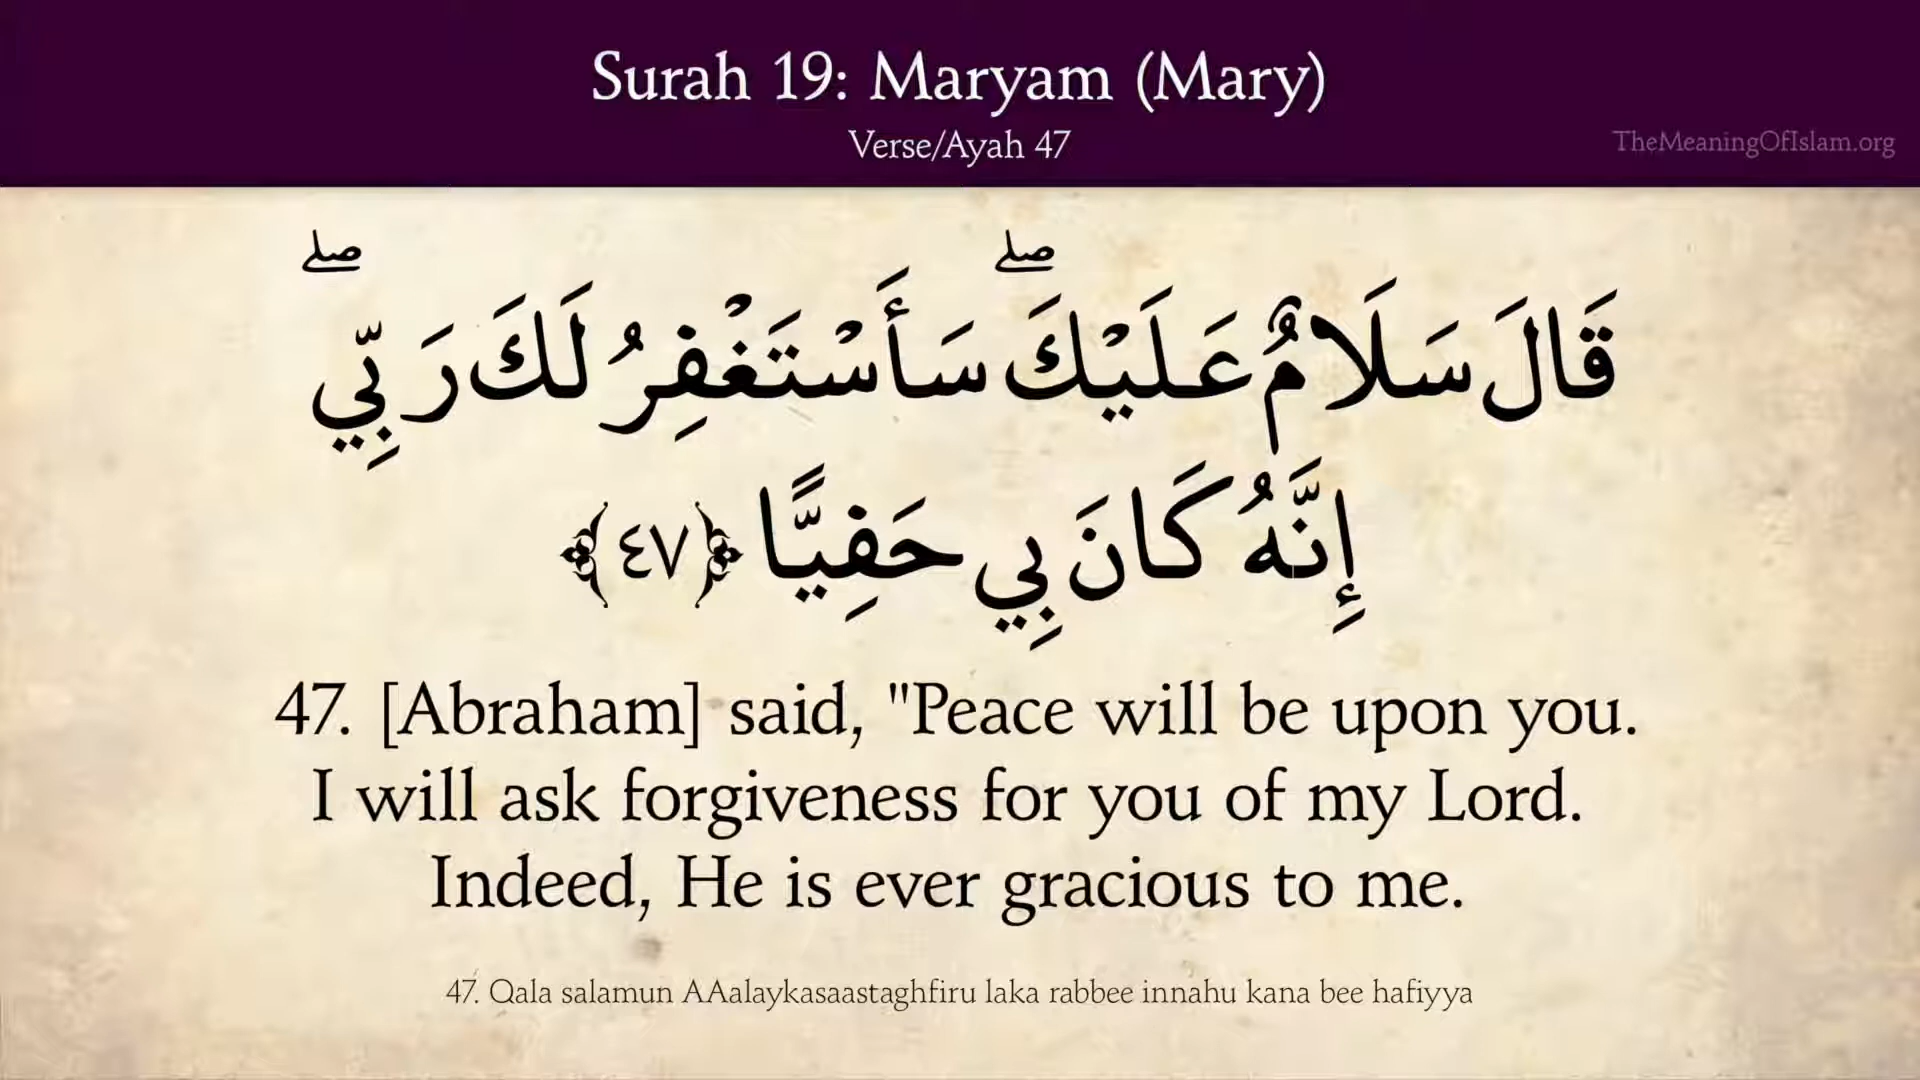 Surah 19: Maryam (Mary)
Verse/Ayah 47
TheMeaningOfIslam.org
قَالَ سَلَامٌ عَلَيْكَ ۖ سَأَسْتَغْفِرُ لَكَ رَبِّي ۖ
إِنَّهُ كَانَ بِي حَفِيًّا ﴿٤٧﴾
47. [Abraham] said, "Peace will be upon you.
I will ask forgiveness for you of my Lord.
Indeed, He is ever gracious to me.
47. Qala salamun AAalaykasaastaghfiru laka rabbee innahu kana bee hafiyya